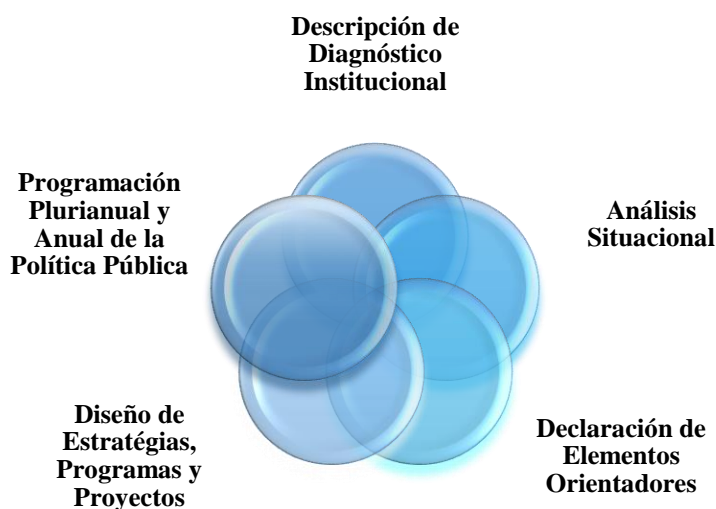 Descripción de
Diagnóstico
Institucional
Análisis
Situacional
Declaración de
Elementos
Orientadores
Diseño de
Estratégias,
Programas y
Proyectos
Programación
Plurianual y
Anual de la
Política Pública